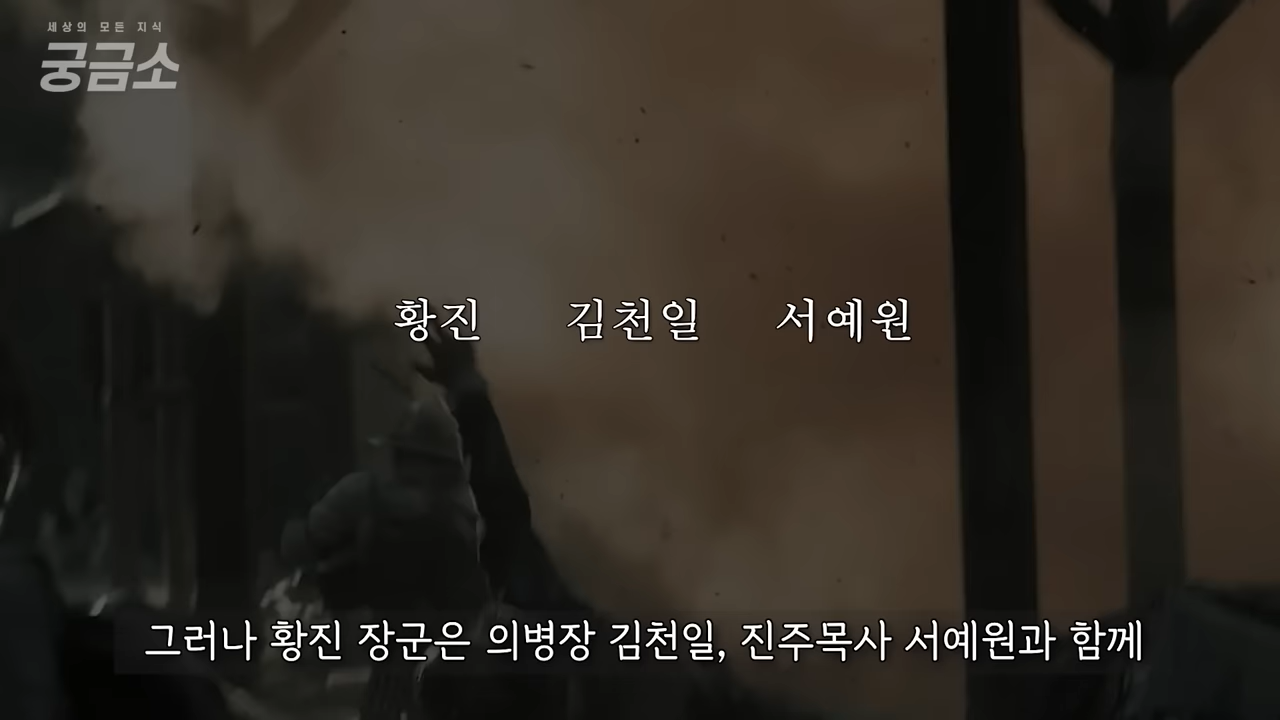 세상의 모든 지식
궁금소
황진 김천일 서예원
그러나 황진 장군은 의병장 김천일, 진주목사 서예원과 함께